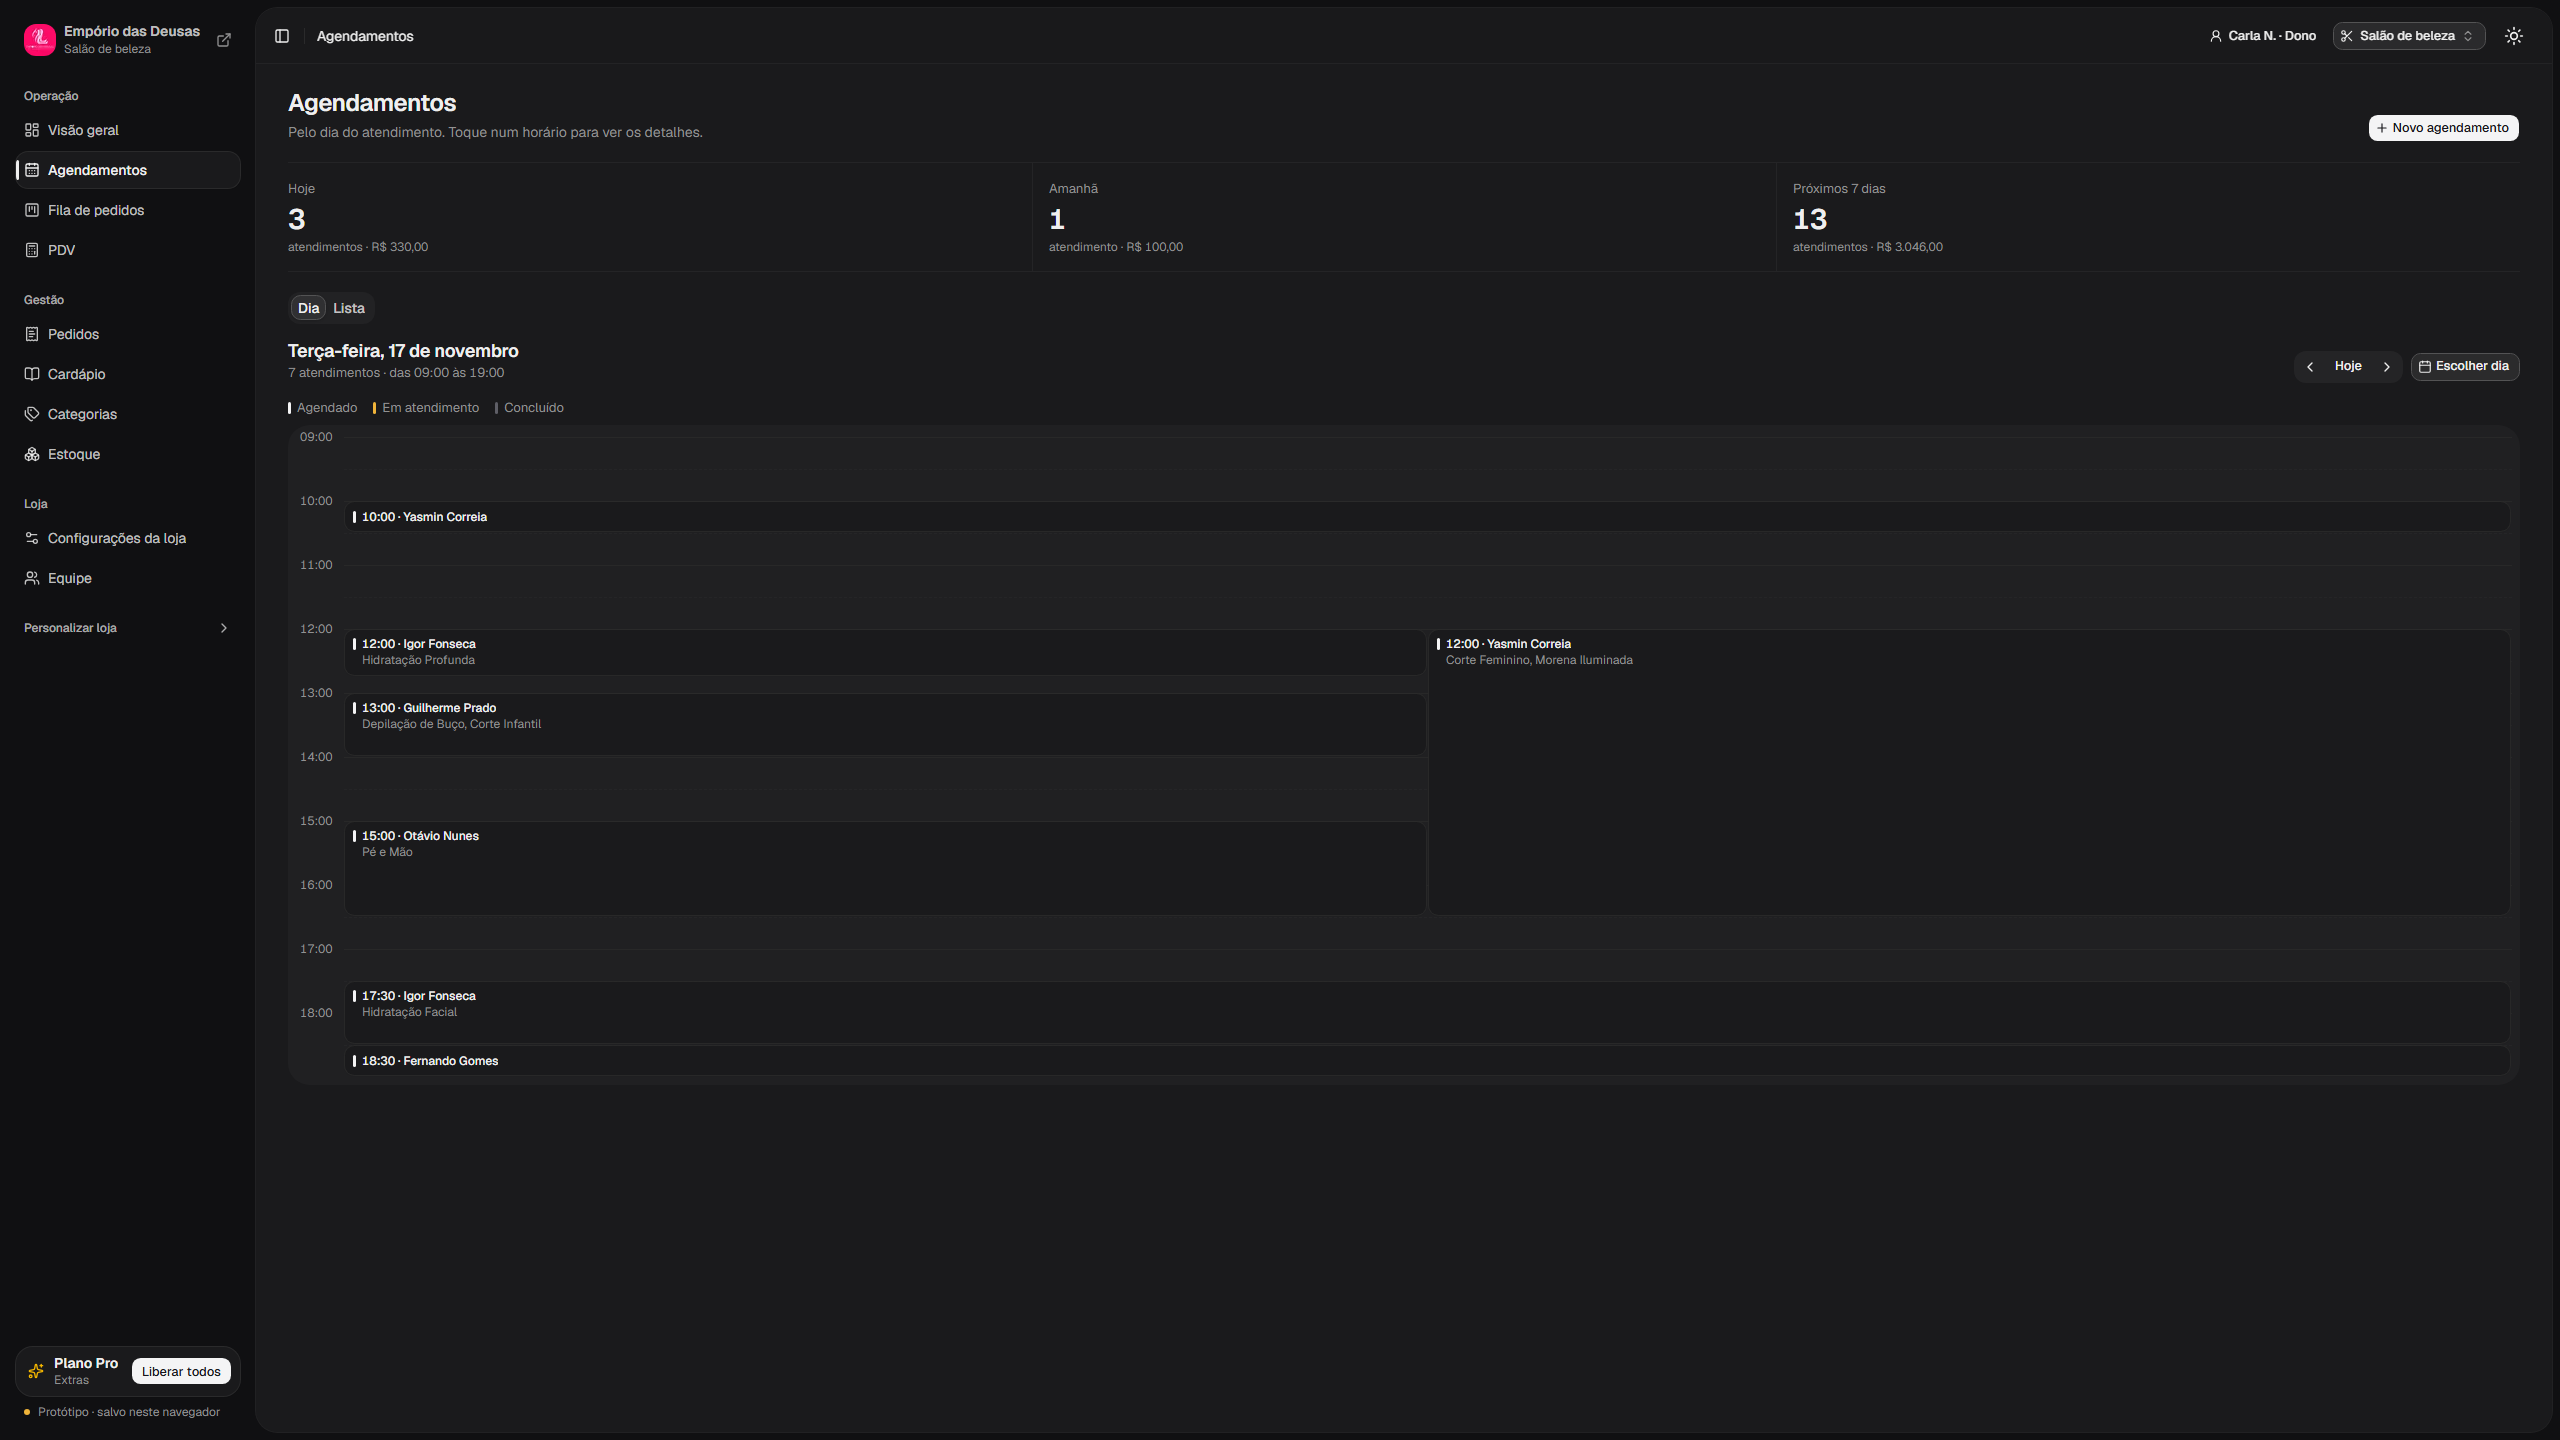 Empório das Deusas
Salão de beleza
Operação
Visão geral
Agendamentos
Fila de pedidos
PDV
Gestão
Pedidos
Cardápio
Categorias
Estoque
Loja
Configurações da loja
Equipe
Personalizar loja
Plano Pro
Extras
Liberar todos
Protótipo · salvo neste navegador
Agendamentos
Carla N. · Dono
Salão de beleza
Agendamentos
Pelo dia do atendimento. Toque num horário para ver os detalhes.
+ Novo agendamento
Hoje
3
atendimentos · R$ 330,00
Amanhã
1
atendimento · R$ 100,00
Próximos 7 dias
13
atendimentos · R$ 3.046,00
Dia Lista
Terça-feira, 17 de novembro
7 atendimentos · das 09:00 às 19:00
Hoje
Escolher dia
Agendado Em atendimento Concluído
09:00
10:00
10:00 · Yasmin Correia
11:00
12:00
12:00 · Igor Fonseca
Hidratação Profunda
12:00 · Yasmin Correia
Corte Feminino, Morena Iluminada
13:00
13:00 · Guilherme Prado
Depilação de Buço, Corte Infantil
14:00
15:00
15:00 · Otávio Nunes
Pé e Mão
16:00
17:00
17:30 · Igor Fonseca
Hidratação Facial
18:00
18:30 · Fernando Gomes